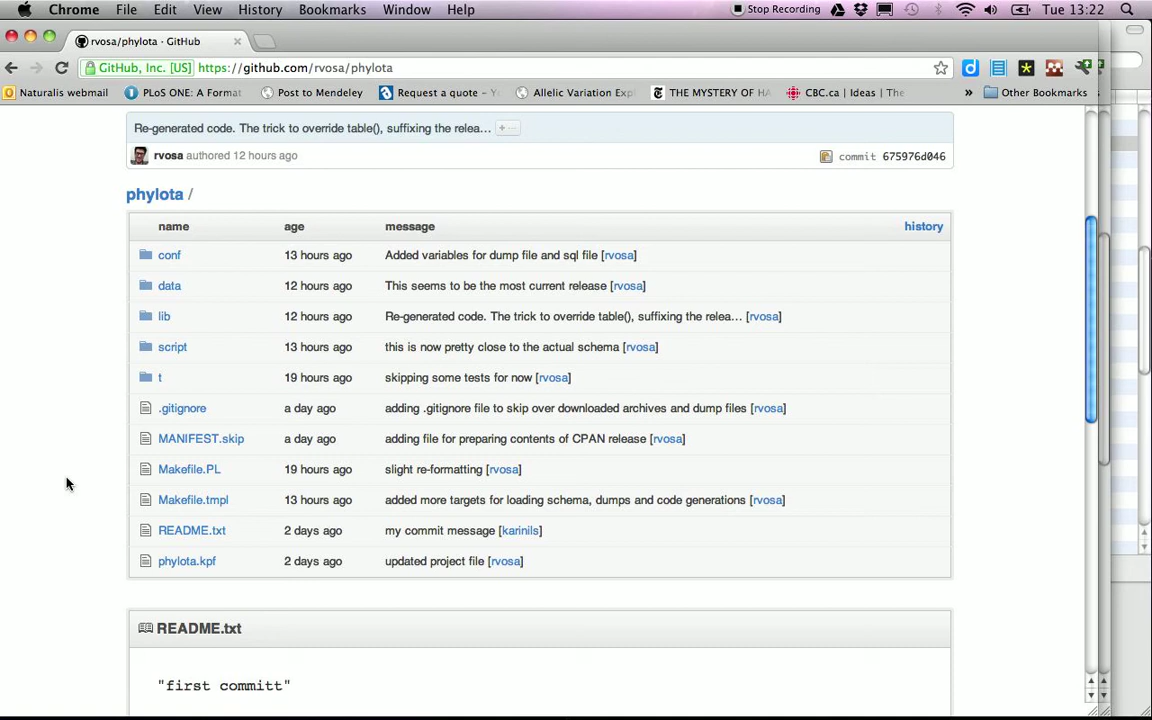 Chrome File Edit View History Bookmarks Window Help Stop Recording Tue 13:22
rvosa/phylota · GitHub
GitHub, Inc. [US] https://github.com/rvosa/phylota
Naturalis webmail PLoS ONE: A Format Post to Mendeley Request a quote – Allelic Variation Exp THE MYSTERY OF CBC.ca | Ideas | The » Other Bookmarks
Re-generated code. The trick to override table(), suffixing the relea… + ···
rvosa authored 12 hours ago commit 675976d046
phylota /
name age message history
conf 13 hours ago Added variables for dump file and sql file [rvosa]
data 12 hours ago This seems to be the most current release [rvosa]
lib 12 hours ago Re-generated code. The trick to override table(), suffixing the relea… [rvosa]
script 13 hours ago this is now pretty close to the actual schema [rvosa]
t 19 hours ago skipping some tests for now [rvosa]
.gitignore a day ago adding .gitignore file to skip over downloaded archives and dump files [rvosa]
MANIFEST.skip a day ago adding file for preparing contents of CPAN release [rvosa]
Makefile.PL 19 hours ago slight re-formatting [rvosa]
Makefile.tmpl 13 hours ago added more targets for loading schema, dumps and code generations [rvosa]
README.txt 2 days ago my commit message [karinils]
phylota.kpf 2 days ago updated project file [rvosa]
README.txt
"first committ"